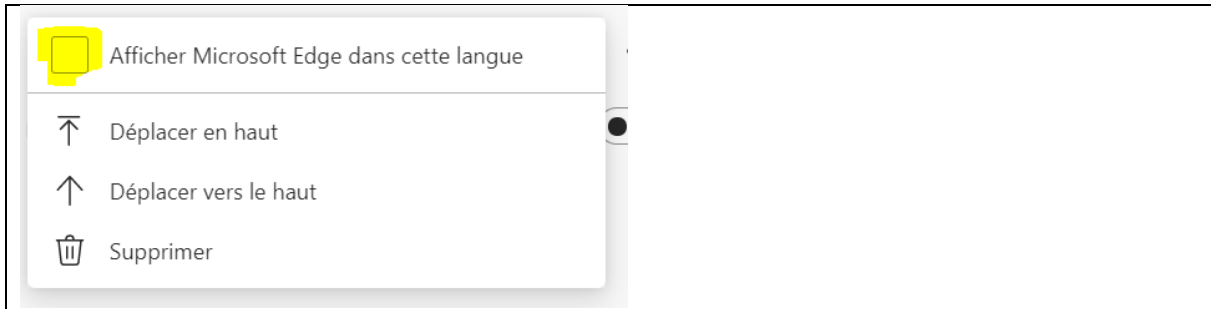 Afficher Microsoft Edge dans cette langue
Déplacer en haut
Déplacer vers le haut
Supprimer